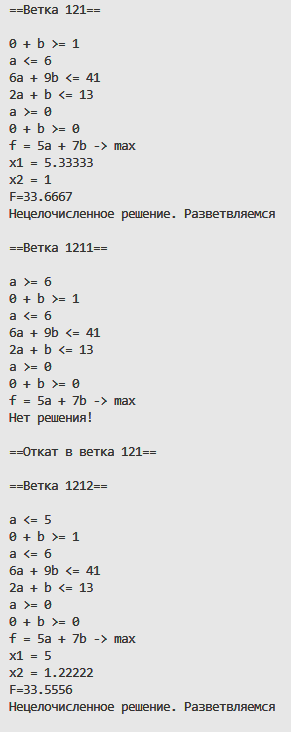 ==Ветка 121==
0 + b >= 1
a <= 6
6a + 9b <= 41
2a + b <= 13
a >= 0
0 + b >= 0
f = 5a + 7b -> max
x1 = 5.33333
x2 = 1
F=33.6667
Нецелочисленное решение. Разветвляемся
==Ветка 1211==
a >= 6
0 + b >= 1
a <= 6
6a + 9b <= 41
2a + b <= 13
a >= 0
0 + b >= 0
f = 5a + 7b -> max
Нет решения!
==Откат в ветка 121==
==Ветка 1212==
a <= 5
0 + b >= 1
a <= 6
6a + 9b <= 41
2a + b <= 13
a >= 0
0 + b >= 0
f = 5a + 7b -> max
x1 = 5
x2 = 1.22222
F=33.5556
Нецелочисленное решение. Разветвляемся